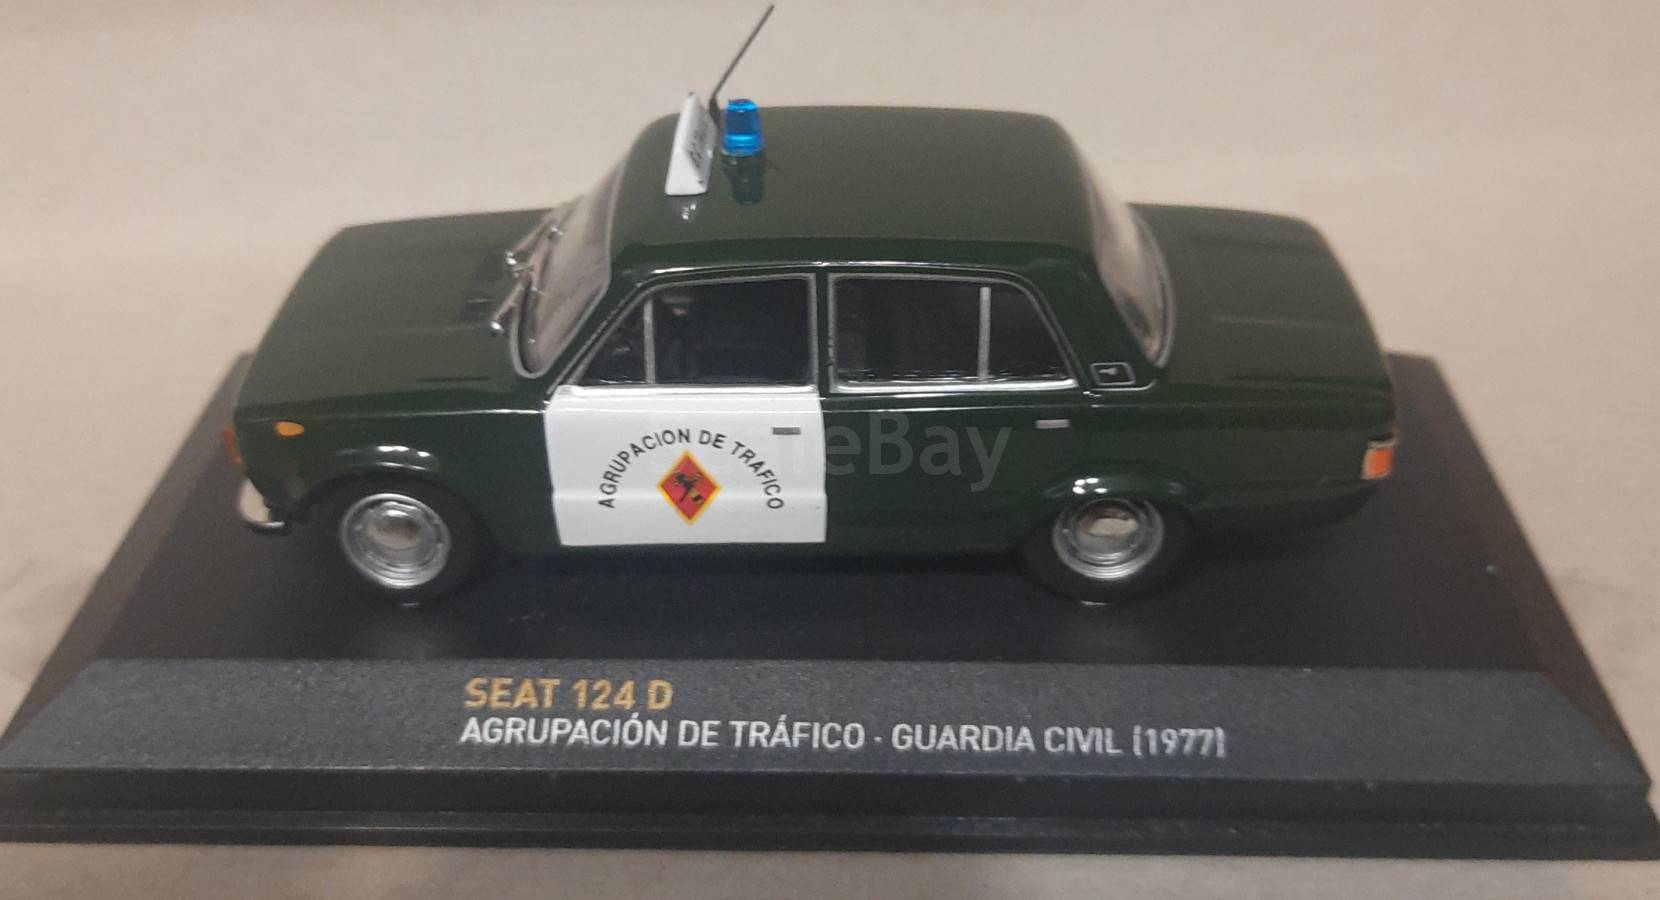 AGRUPACION DE TRAFICO
SEAT 124 D
AGRUPACIÓN DE TRÁFICO · GUARDIA CIVIL (1977)